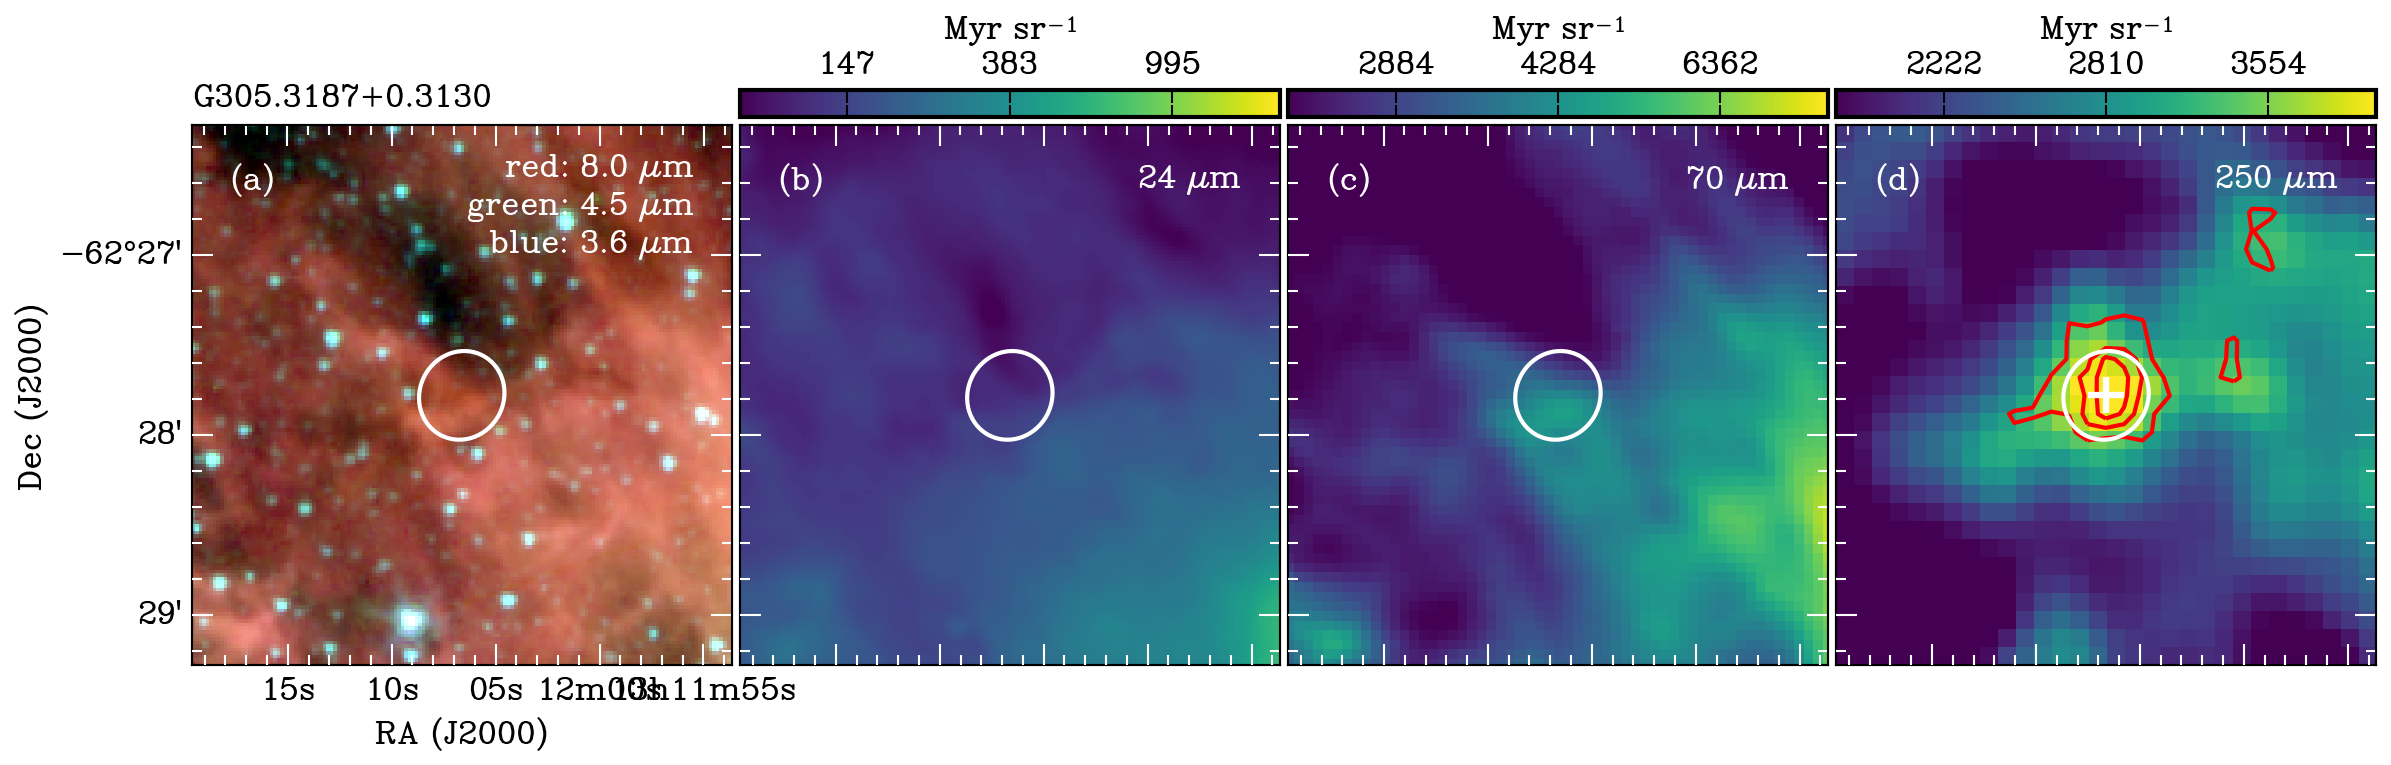 G305.3187+0.3130
Myr sr⁻¹
147 383 995
Myr sr⁻¹
2884 4284 6362
Myr sr⁻¹
2222 2810 3554
(a)
red: 8.0 μm
green: 4.5 μm
blue: 3.6 μm
(b)
24 μm
(c)
70 μm
(d)
250 μm
Dec (J2000)
−62°27'
28'
29'
15s 10s 05s 12m00s 13h11m55s
RA (J2000)